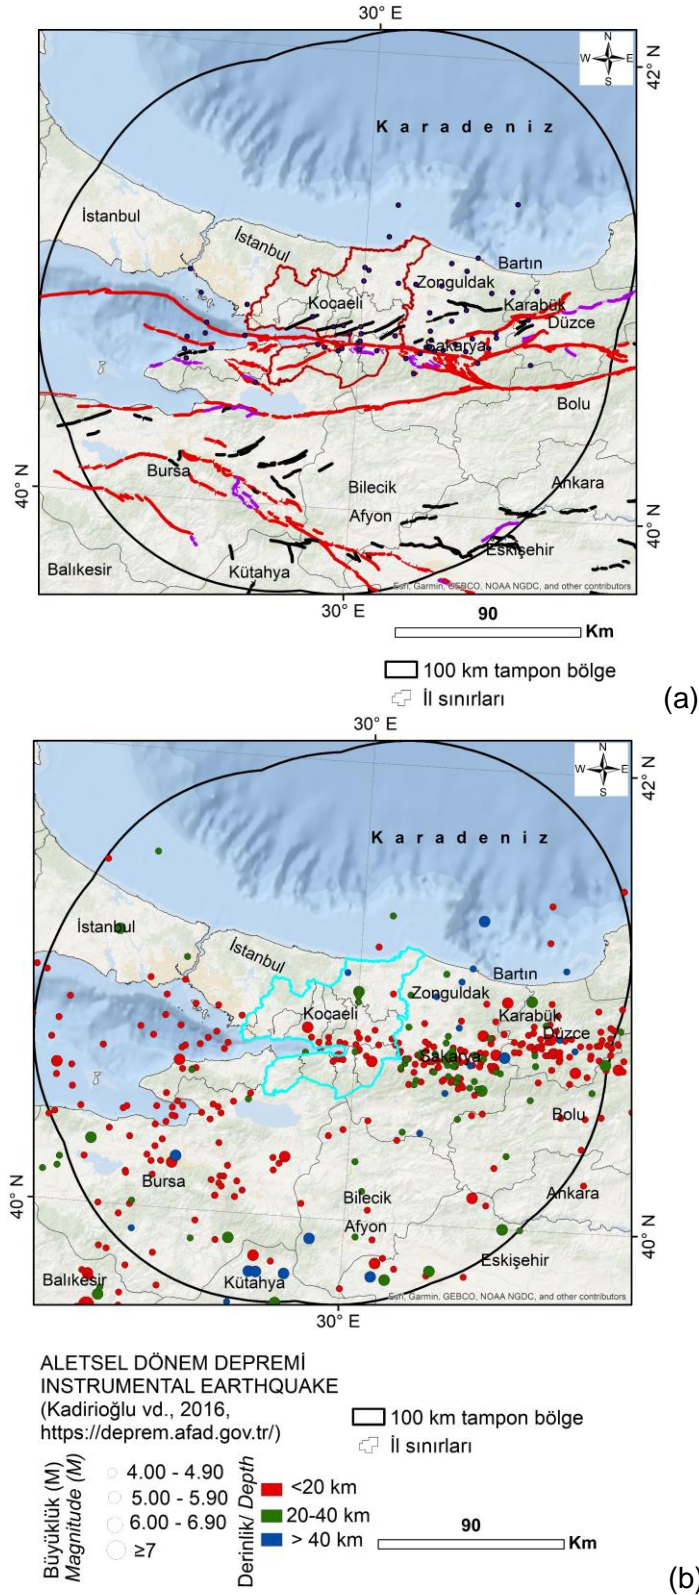 30° E
42° N
N
W E
S
Karadeniz
İstanbul
İstanbul
Bartın
Zonguldak
Kocaeli
Karabük
Düzce
Sakarya
Bolu
40° N
Bursa
Bilecik
Ankara
Afyon
40° N
Eskişehir
Balıkesir
Kütahya
Esri, Garmin, GEBCO, NOAA NGDC, and other contributors
30° E
90
Km
100 km tampon bölge
İl sınırları
(a)
30° E
42° N
N
W E
S
Karadeniz
İstanbul
İstanbul
Bartın
Zonguldak
Kocaeli
Karabük
Düzce
Sakarya
Bolu
40° N
Bursa
Bilecik
Ankara
Afyon
40° N
Eskişehir
Balıkesir
Kütahya
Esri, Garmin, GEBCO, NOAA NGDC, and other contributors
30° E
ALETSEL DÖNEM DEPREMİ
INSTRUMENTAL EARTHQUAKE
(Kadirioğlu vd., 2016,
https://deprem.afad.gov.tr/)
100 km tampon bölge
İl sınırları
Büyüklük (M)
Magnitude (M)
4.00 - 4.90
5.00 - 5.90
6.00 - 6.90
≥7
Derinlik/ Depth
<20 km
20-40 km
> 40 km
90
Km
(b)